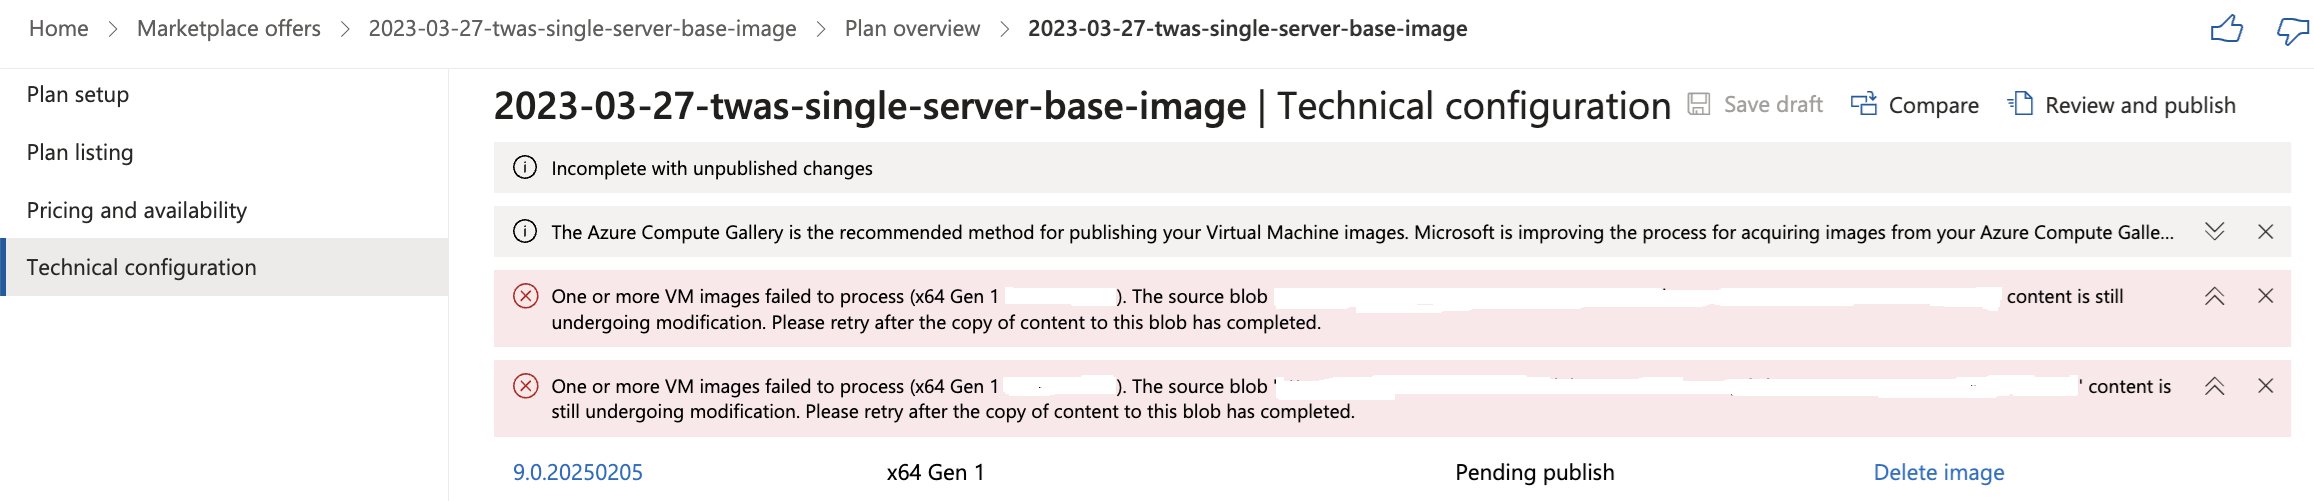 Home > Marketplace offers > 2023-03-27-twas-single-server-base-image > Plan overview > 2023-03-27-twas-single-server-base-image
Plan setup
Plan listing
Pricing and availability
Technical configuration
2023-03-27-twas-single-server-base-image | Technical configuration
Save draft
Compare
Review and publish
Incomplete with unpublished changes
The Azure Compute Gallery is the recommended method for publishing your Virtual Machine images. Microsoft is improving the process for acquiring images from your Azure Compute Galle...
One or more VM images failed to process (x64 Gen 1 ). The source blob content is still
undergoing modification. Please retry after the copy of content to this blob has completed.
One or more VM images failed to process (x64 Gen 1 ). The source blob ' ' content is
still undergoing modification. Please retry after the copy of content to this blob has completed.
9.0.20250205 x64 Gen 1 Pending publish Delete image